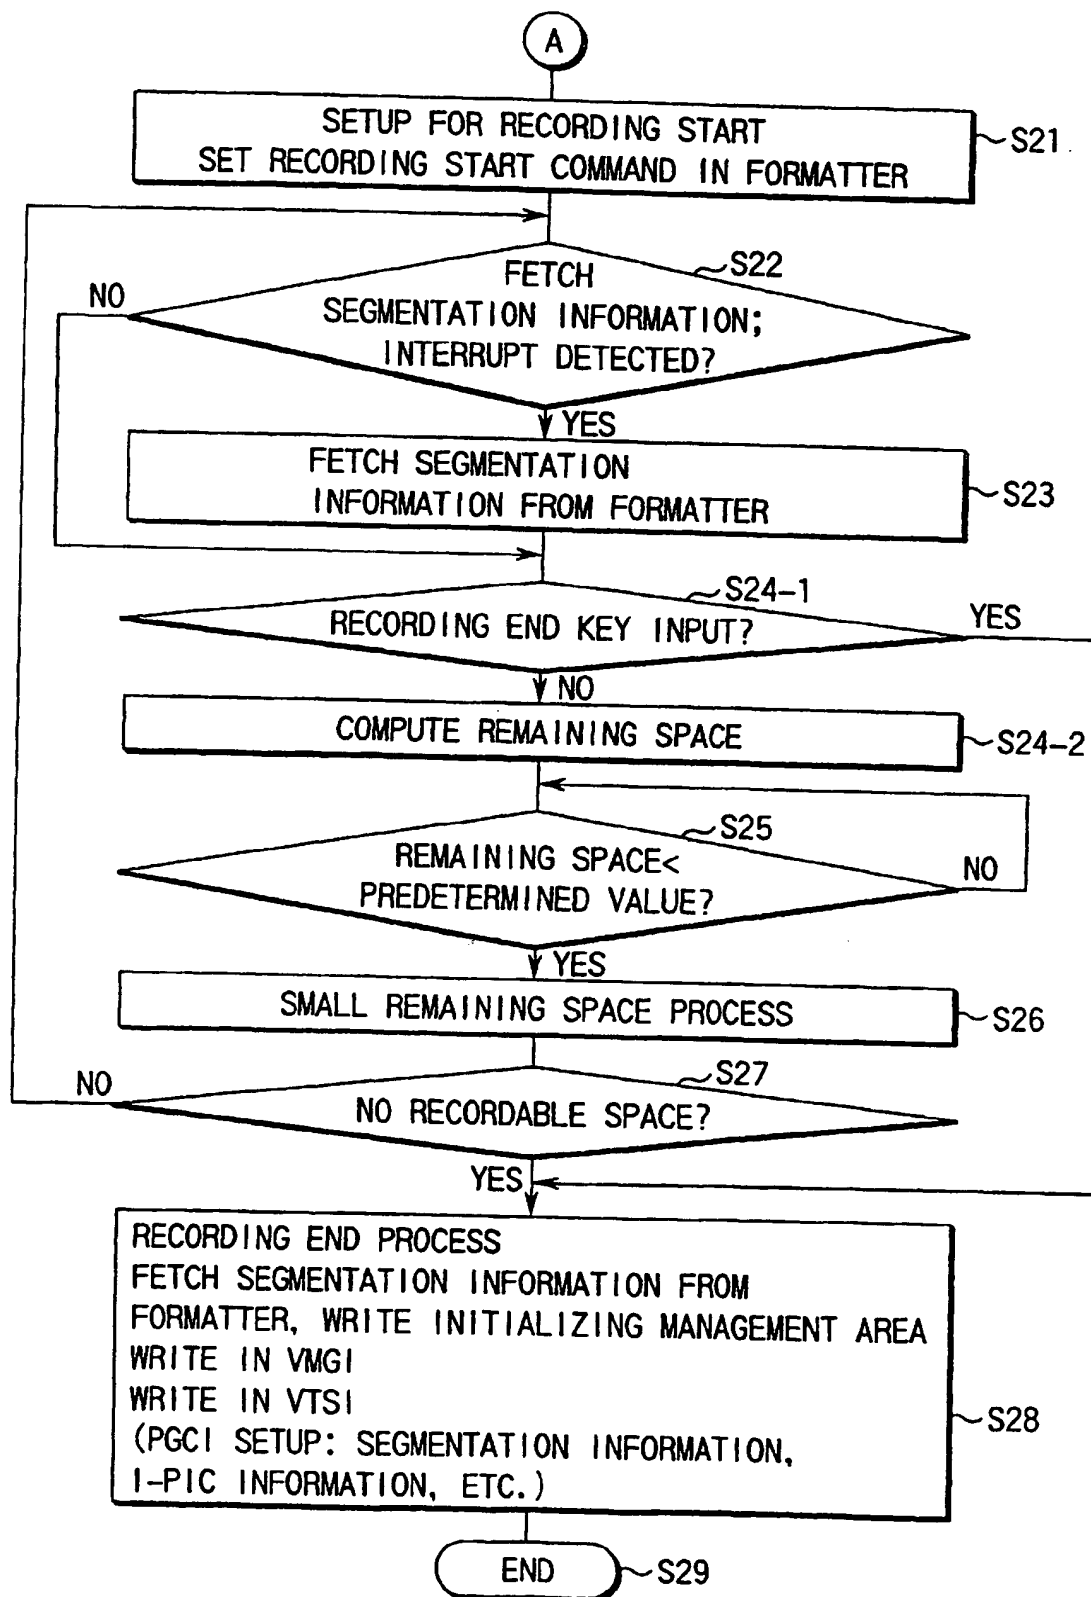 A
SETUP FOR RECORDING START
SET RECORDING START COMMAND IN FORMATTER
S21
S22
FETCH
SEGMENTATION INFORMATION;
INTERRUPT DETECTED?
NO
YES
FETCH SEGMENTATION
INFORMATION FROM FORMATTER
S23
S24-1
RECORDING END KEY INPUT?
YES
NO
COMPUTE REMAINING SPACE
S24-2
S25
REMAINING SPACE<
PREDETERMINED VALUE?
NO
YES
SMALL REMAINING SPACE PROCESS
S26
S27
NO
NO RECORDABLE SPACE?
YES
RECORDING END PROCESS
FETCH SEGMENTATION INFORMATION FROM
FORMATTER, WRITE INITIALIZING MANAGEMENT AREA
WRITE IN VMGI
WRITE IN VTSI
(PGCI SETUP: SEGMENTATION INFORMATION,
I-PIC INFORMATION, ETC.)
S28
END
S29